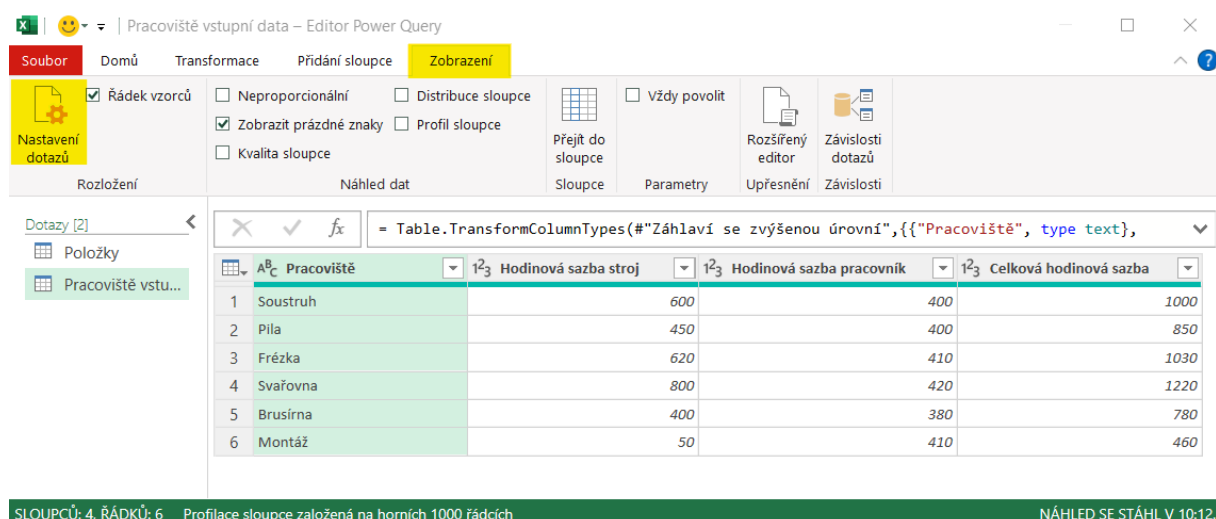 Pracoviště vstupní data – Editor Power Query
Soubor Domů Transformace Přidání sloupce Zobrazení
Nastavení dotazů
Řádek vzorců
Rozložení
Neproporcionální Distribuce sloupce
Zobrazit prázdné znaky Profil sloupce
Kvalita sloupce
Náhled dat
Přejít do sloupce
Sloupce
Vždy povolit
Parametry
Rozšířený editor
Upřesnění
Závislosti dotazů
Závislosti
Dotazy [2]
Položky
Pracoviště vstu...
fx = Table.TransformColumnTypes(#"Záhlaví se zvýšenou úrovní",{{"Pracoviště", type text},
ABC Pracoviště 123 Hodinová sazba stroj 123 Hodinová sazba pracovník 123 Celková hodinová sazba
1 Soustruh 600 400 1000
2 Pila 450 400 850
3 Frézka 620 410 1030
4 Svařovna 800 420 1220
5 Brusírna 400 380 780
6 Montáž 50 410 460
SLOUPCŮ: 4, ŘÁDKŮ: 6 Profilace sloupce založená na horních 1000 řádcích NÁHLED SE STÁHL V 10:12.